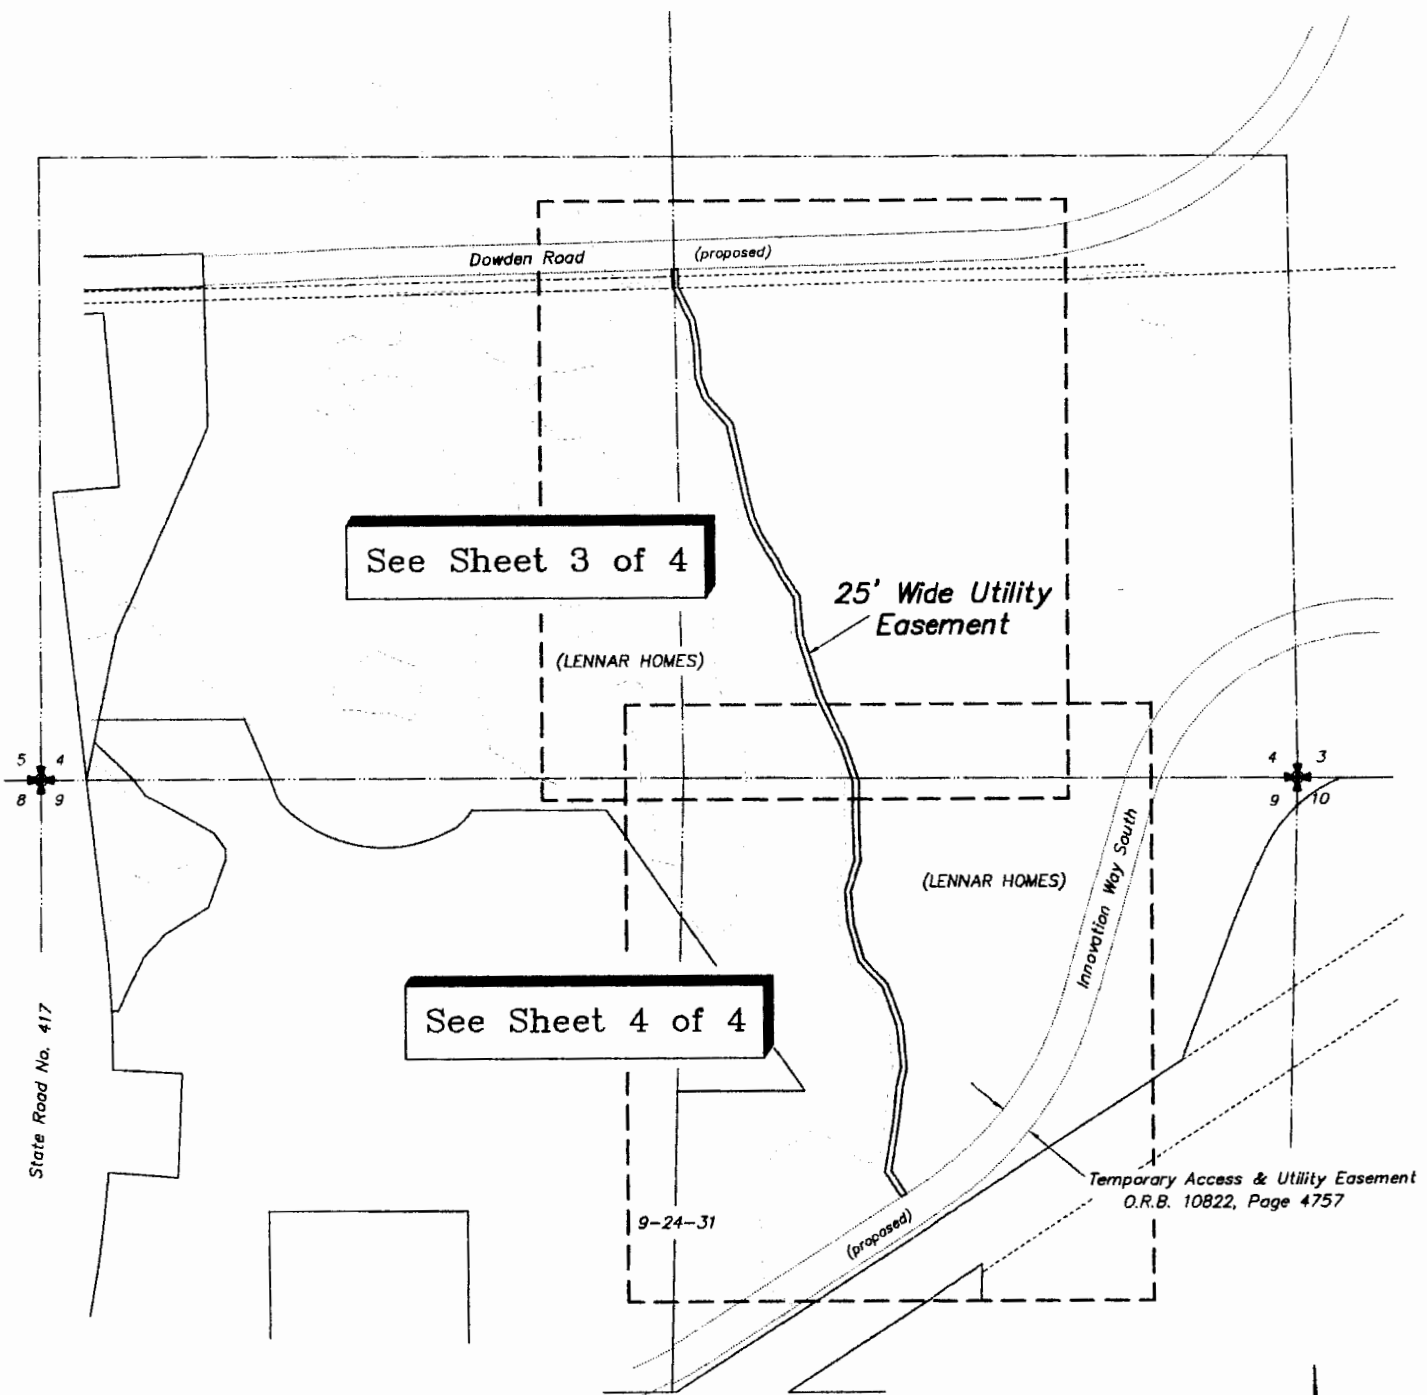 Dowden Road
(proposed)
See Sheet 3 of 4
25' Wide Utility
Easement
(LENNAR HOMES)
5 4
8 9
4 3
9 10
Innovation Way South
(LENNAR HOMES)
See Sheet 4 of 4
State Road No. 417
Temporary Access & Utility Easement
O.R.B. 10822, Page 4757
9-24-31
(proposed)